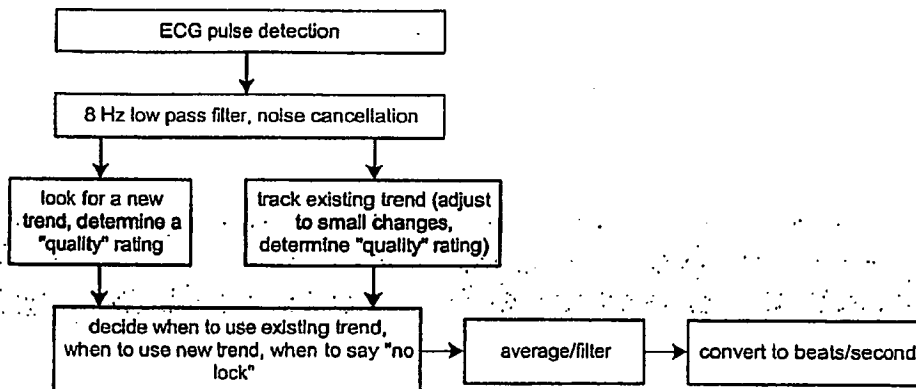 ECG pulse detection
8 Hz low pass filter, noise cancellation
look for a new
trend, determine a
"quality" rating
track existing trend (adjust
to small changes,
determine "quality" rating)
decide when to use existing trend,
when to use new trend, when to say "no
lock"
average/filter
convert to beats/second